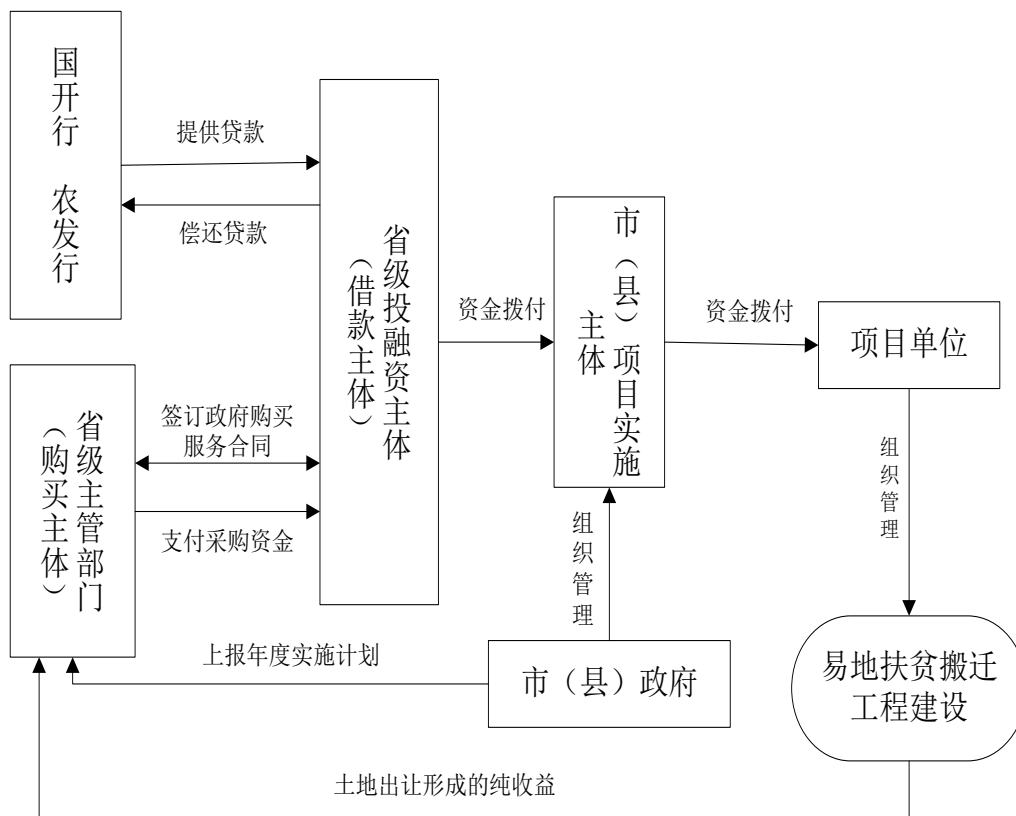 国开行 农发行
提供贷款
偿还贷款
省级投融资主体
（借款主体）
资金拨付
市（县）项目实施
主体
资金拨付
项目单位
省级主管部门
（购买主体）
签订政府购买
服务合同
支付采购资金
组织管理
组织管理
上报年度实施计划
市（县）政府
易地扶贫搬迁
工程建设
土地出让形成的纯收益